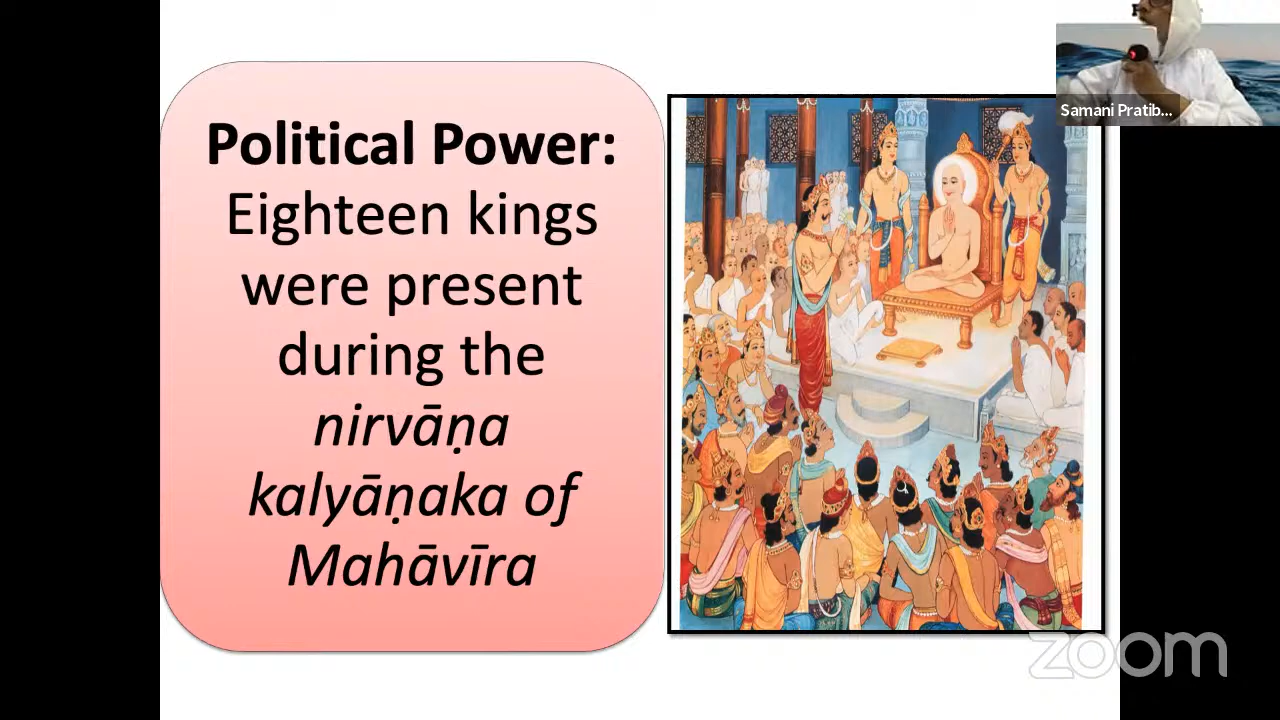 Political Power:
Eighteen kings
were present
during the
nirvāṇa
kalyāṇaka of
Mahāvīra
Samani Pratib...
zoom